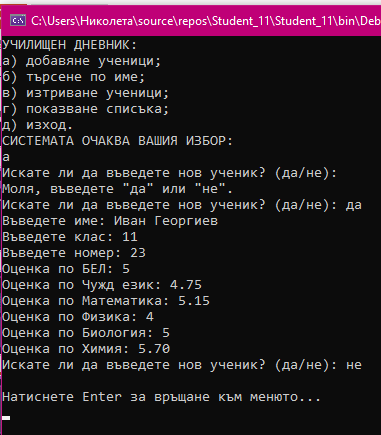 C:\Users\Николета\source\repos\Student_11\Student_11\bin\Deb
УЧИЛИЩЕН ДНЕВНИК:
а) добавяне ученици;
б) търсене по име;
в) изтриване ученици;
г) показване списъка;
д) изход.
СИСТЕМАТА ОЧАКВА ВАШИЯ ИЗБОР:
а
Искате ли да въведете нов ученик? (да/не):
Моля, въведете "да" или "не".
Искате ли да въведете нов ученик? (да/не): да
Въведете име: Иван Георгиев
Въведете клас: 11
Въведете номер: 23
Оценка по БЕЛ: 5
Оценка по Чужд език: 4.75
Оценка по Математика: 5.15
Оценка по Физика: 4
Оценка по Биология: 5
Оценка по Химия: 5.70
Искате ли да въведете нов ученик? (да/не): не
Натиснете Enter за връщане към менюто...